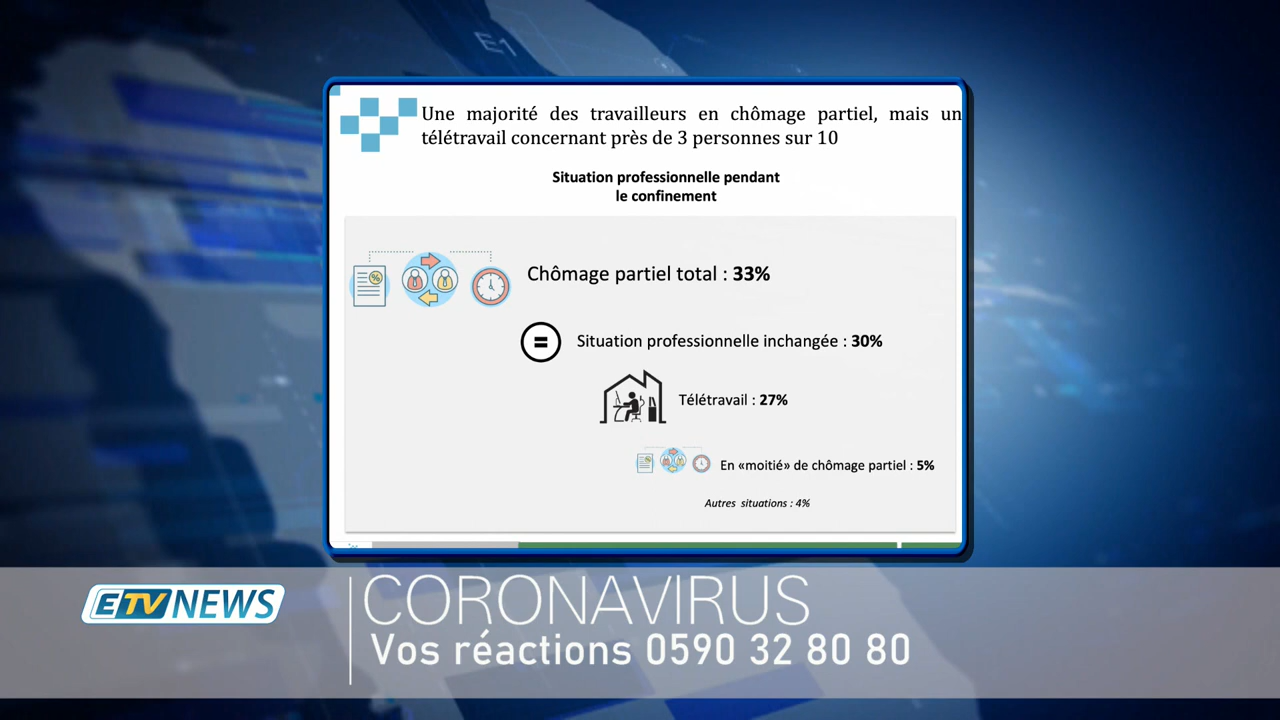 E1
Une majorité des travailleurs en chômage partiel, mais un
télétravail concernant près de 3 personnes sur 10
Situation professionnelle pendant
le confinement
%
Chômage partiel total : 33%
=
Situation professionnelle inchangée : 30%
Télétravail : 27%
En «moitié» de chômage partiel : 5%
Autres situations : 4%
ETV NEWS
CORONAVIRUS
Vos réactions 0590 32 80 80